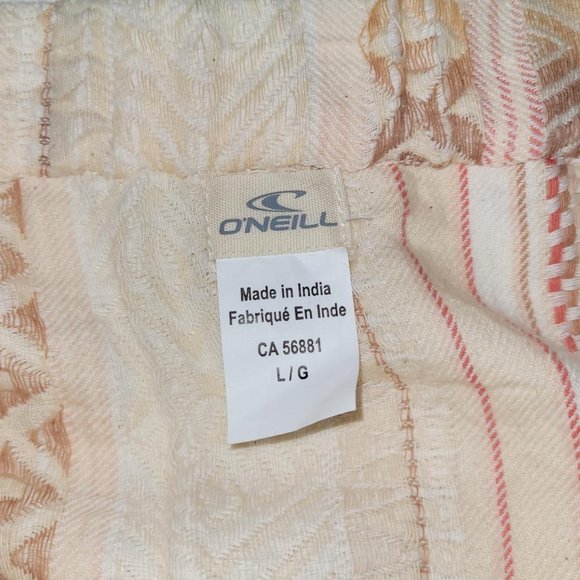 O'NEILL
Made in India
Fabriqué En Inde
CA 56881
L / G